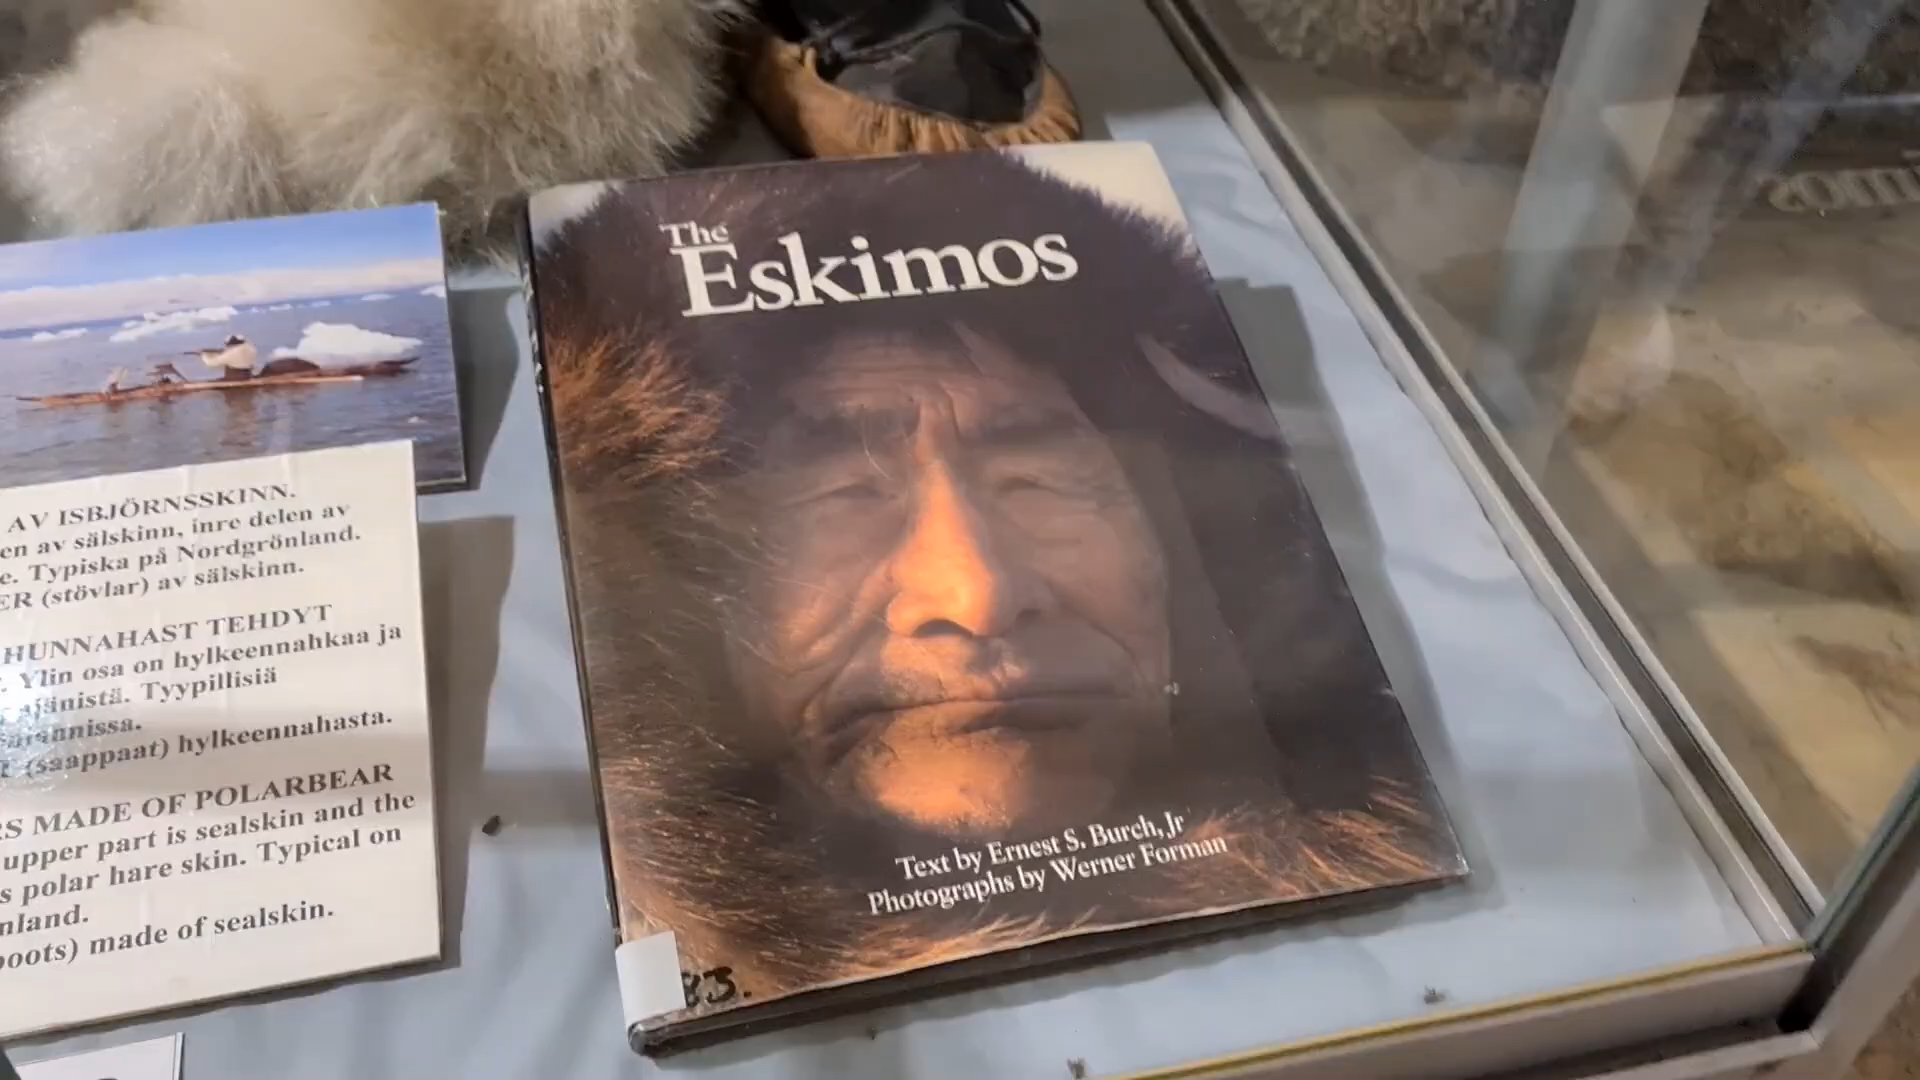 The
Eskimos
Text by Ernest S. Burch, Jr
Photographs by Werner Forman
83.
AV ISBJÖRNSSKINN.
en av sälskinn, inre delen av
e. Typiska på Nordgrönland.
ER (stövlar) av sälskinn.
HUNNAHAST TEHDYT
. Ylin osa on hylkeennahkaa ja
Tyypillisiä
(saappaat) hylkeennahasta.
RS MADE OF POLARBEAR
upper part is sealskin and the
s polar hare skin. Typical on
nland.
boots) made of sealskin.